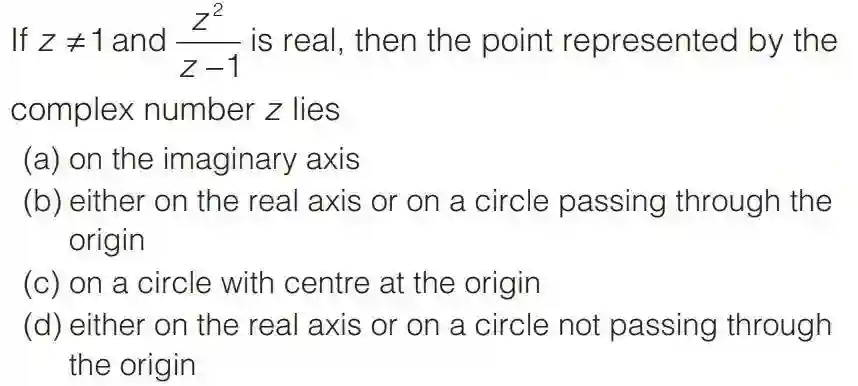 If z ≠ 1 and z²/(z – 1) is real, then the point represented by the
complex number z lies
(a) on the imaginary axis
(b) either on the real axis or on a circle passing through the
origin
(c) on a circle with centre at the origin
(d) either on the real axis or on a circle not passing through
the origin